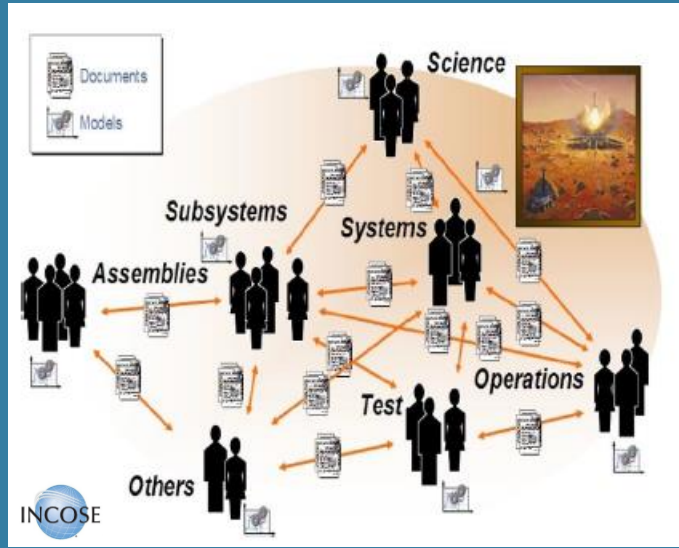 Documents
Models
Science
Subsystems
Systems
Assemblies
Operations
Test
Others
INCOSE